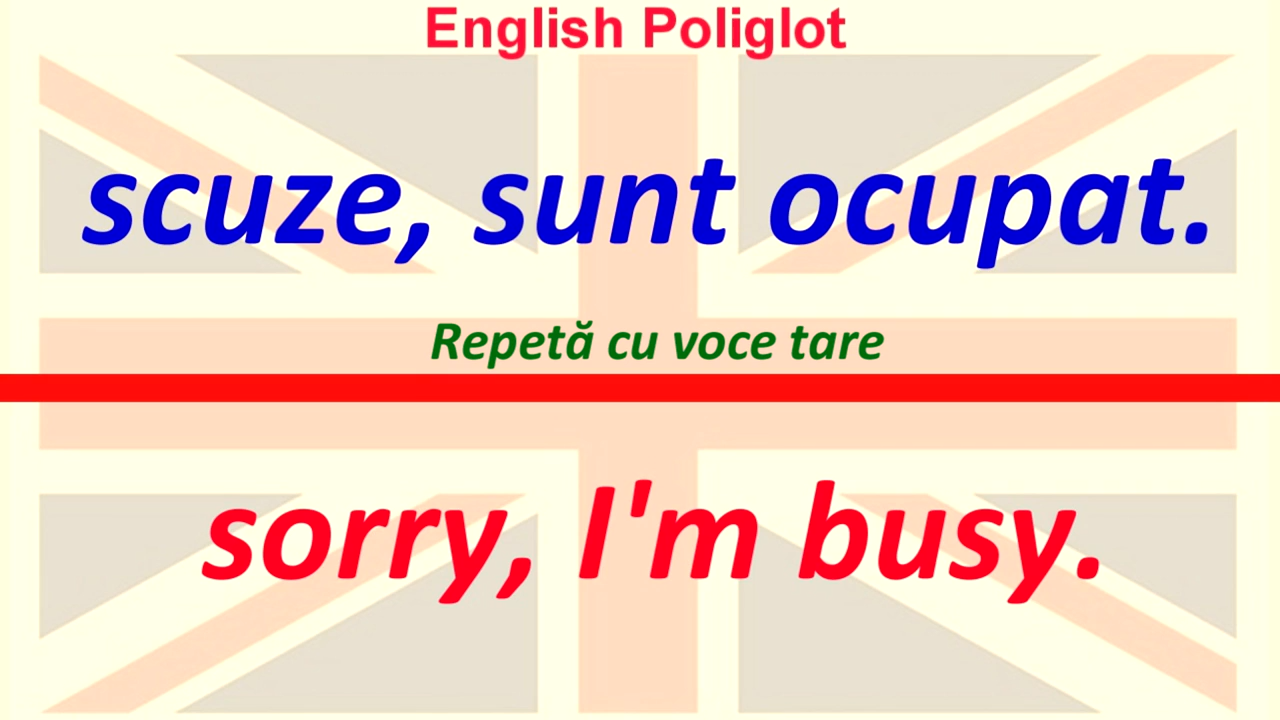 English Poliglot
scuze, sunt ocupat.
Repetă cu voce tare
sorry, I'm busy.